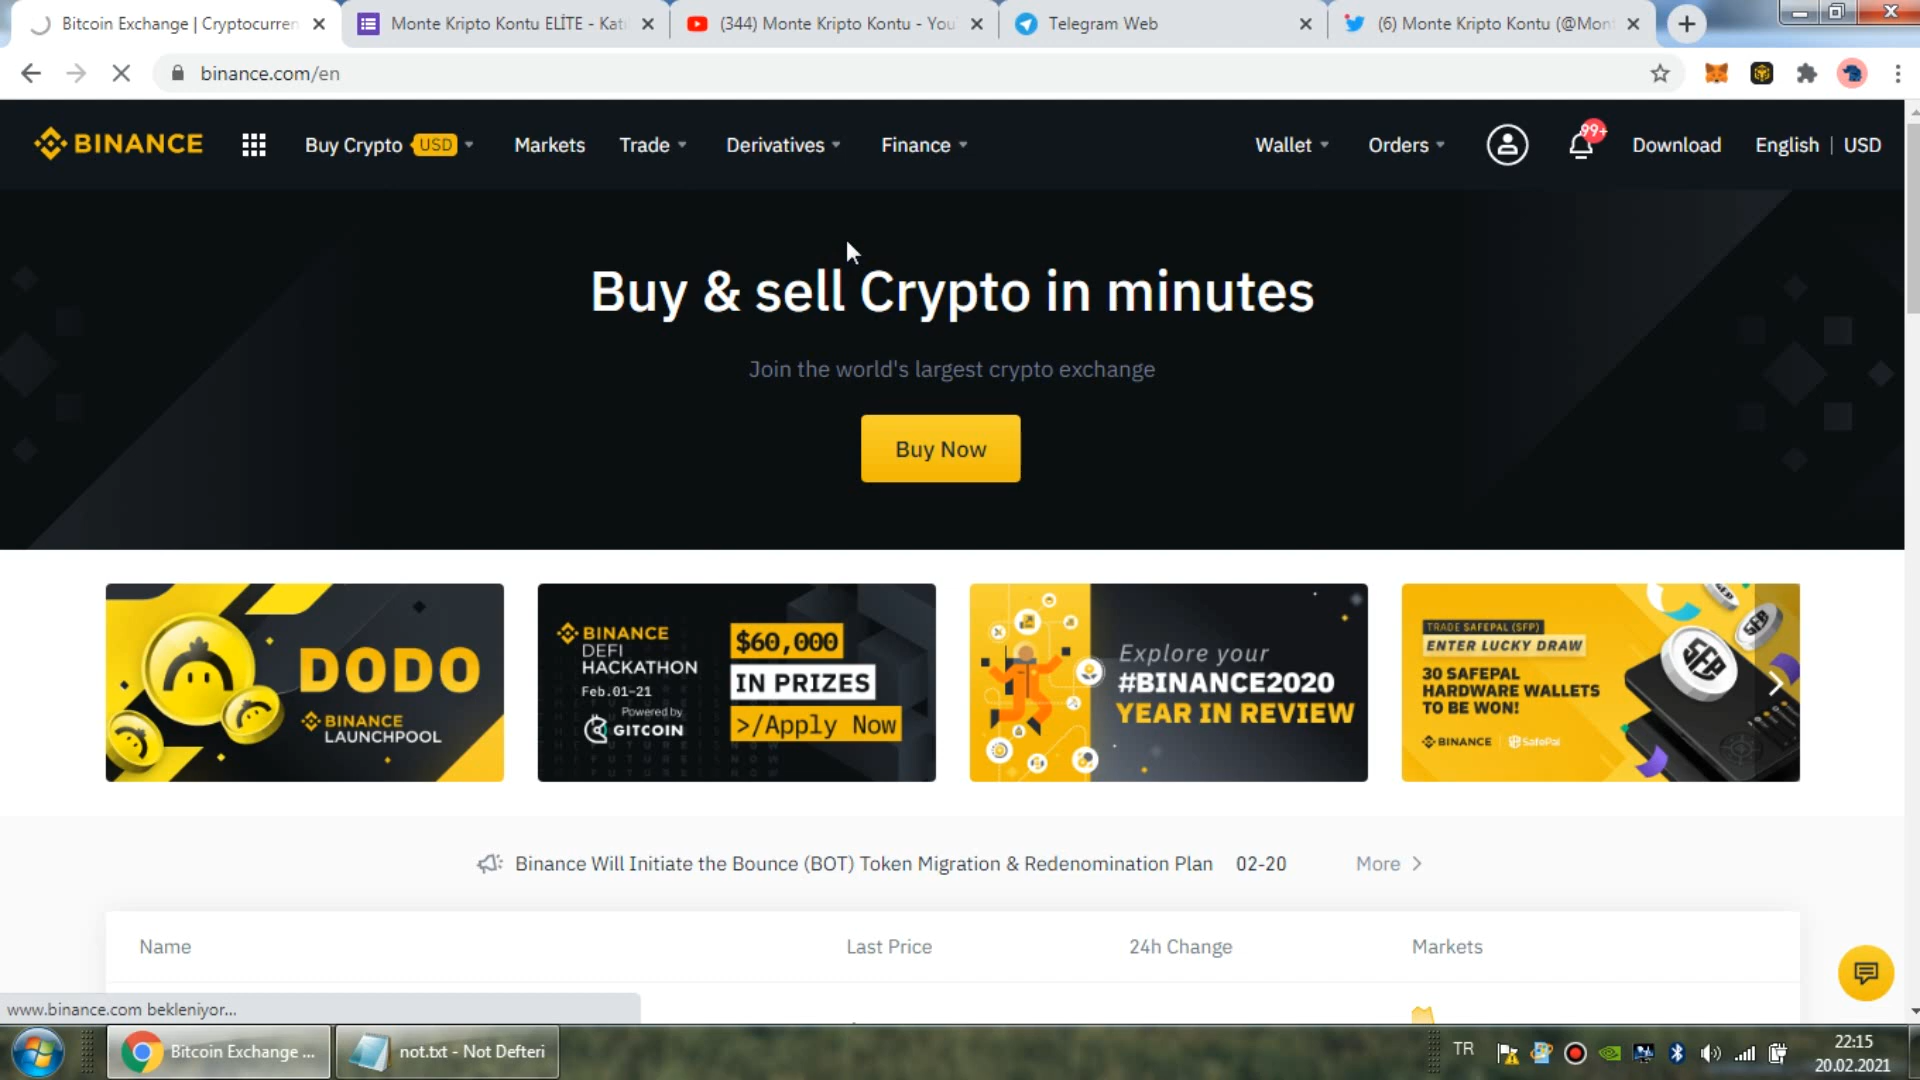 Bitcoin Exchange | Cryptocurren
Monte Kripto Kontu ELİTE - Katı
(344) Monte Kripto Kontu - You
Telegram Web
(6) Monte Kripto Kontu (@Mon
binance.com/en
BINANCE
Buy Crypto USD
Markets
Trade
Derivatives
Finance
Wallet
Orders
99+
Download
English | USD
Buy & sell Crypto in minutes
Join the world's largest crypto exchange
Buy Now
DODO
BINANCE
LAUNCHPOOL
BINANCE
DEFI
HACKATHON
Feb.01-21
Powered by
GITCOIN
$60,000
IN PRIZES
>/Apply Now
Explore your
#BINANCE2020
YEAR IN REVIEW
TRADE SAFEPAL (SFP)
ENTER LUCKY DRAW
30 SAFEPAL
HARDWARE WALLETS
TO BE WON!
BINANCE | SafePal
SFP
SFP
Binance Will Initiate the Bounce (BOT) Token Migration & Redenomination Plan 02-20 More
Name Last Price 24h Change Markets
www.binance.com bekleniyor...
Bitcoin Exchange ...
not.txt - Not Defteri
TR
22:15
20.02.2021